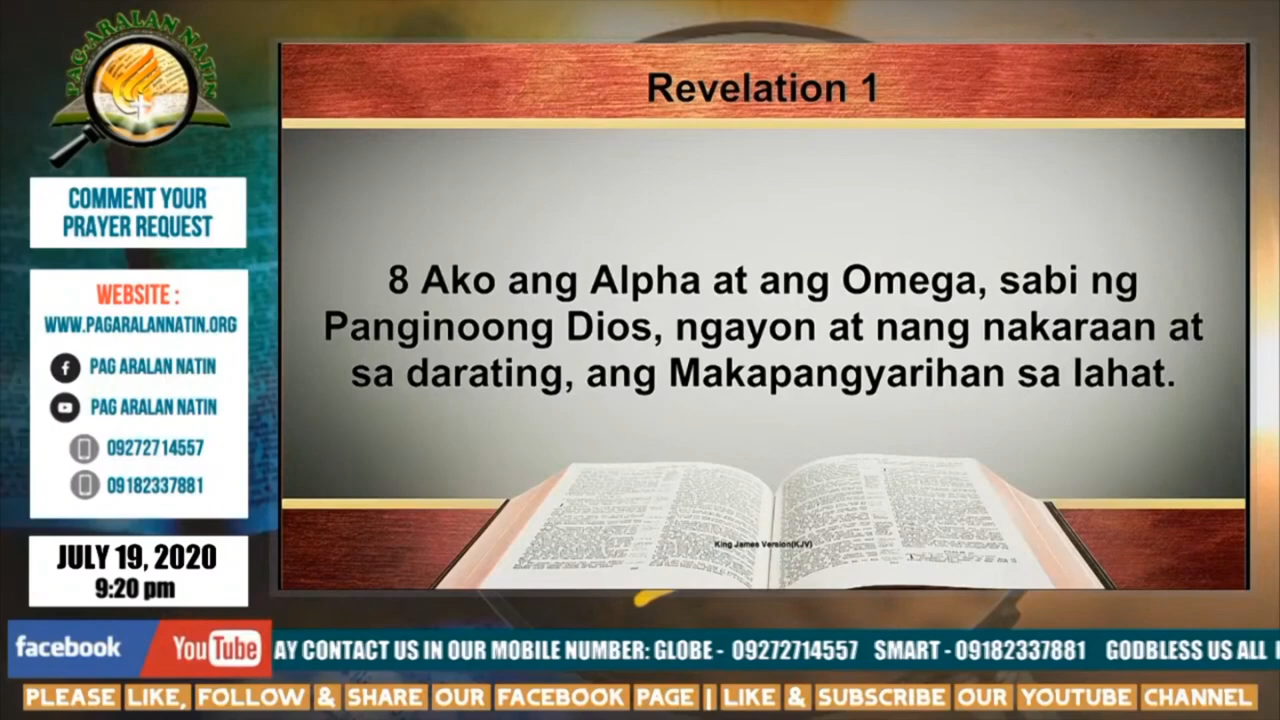 PAG-ARALAN NATIN
COMMENT YOUR
PRAYER REQUEST
WEBSITE :
WWW.PAGARALANNATIN.ORG
PAG ARALAN NATIN
PAG ARALAN NATIN
09272714557
09182337881
JULY 19, 2020
9:20 pm
Revelation 1
8 Ako ang Alpha at ang Omega, sabi ng
Panginoong Dios, ngayon at nang nakaraan at
sa darating, ang Makapangyarihan sa lahat.
King James Version(KJV)
facebook
YouTube
AY CONTACT US IN OUR MOBILE NUMBER: GLOBE - 09272714557 SMART - 09182337881 GODBLESS US ALL
PLEASE LIKE, FOLLOW & SHARE OUR FACEBOOK PAGE | LIKE & SUBSCRIBE OUR YOUTUBE CHANNEL